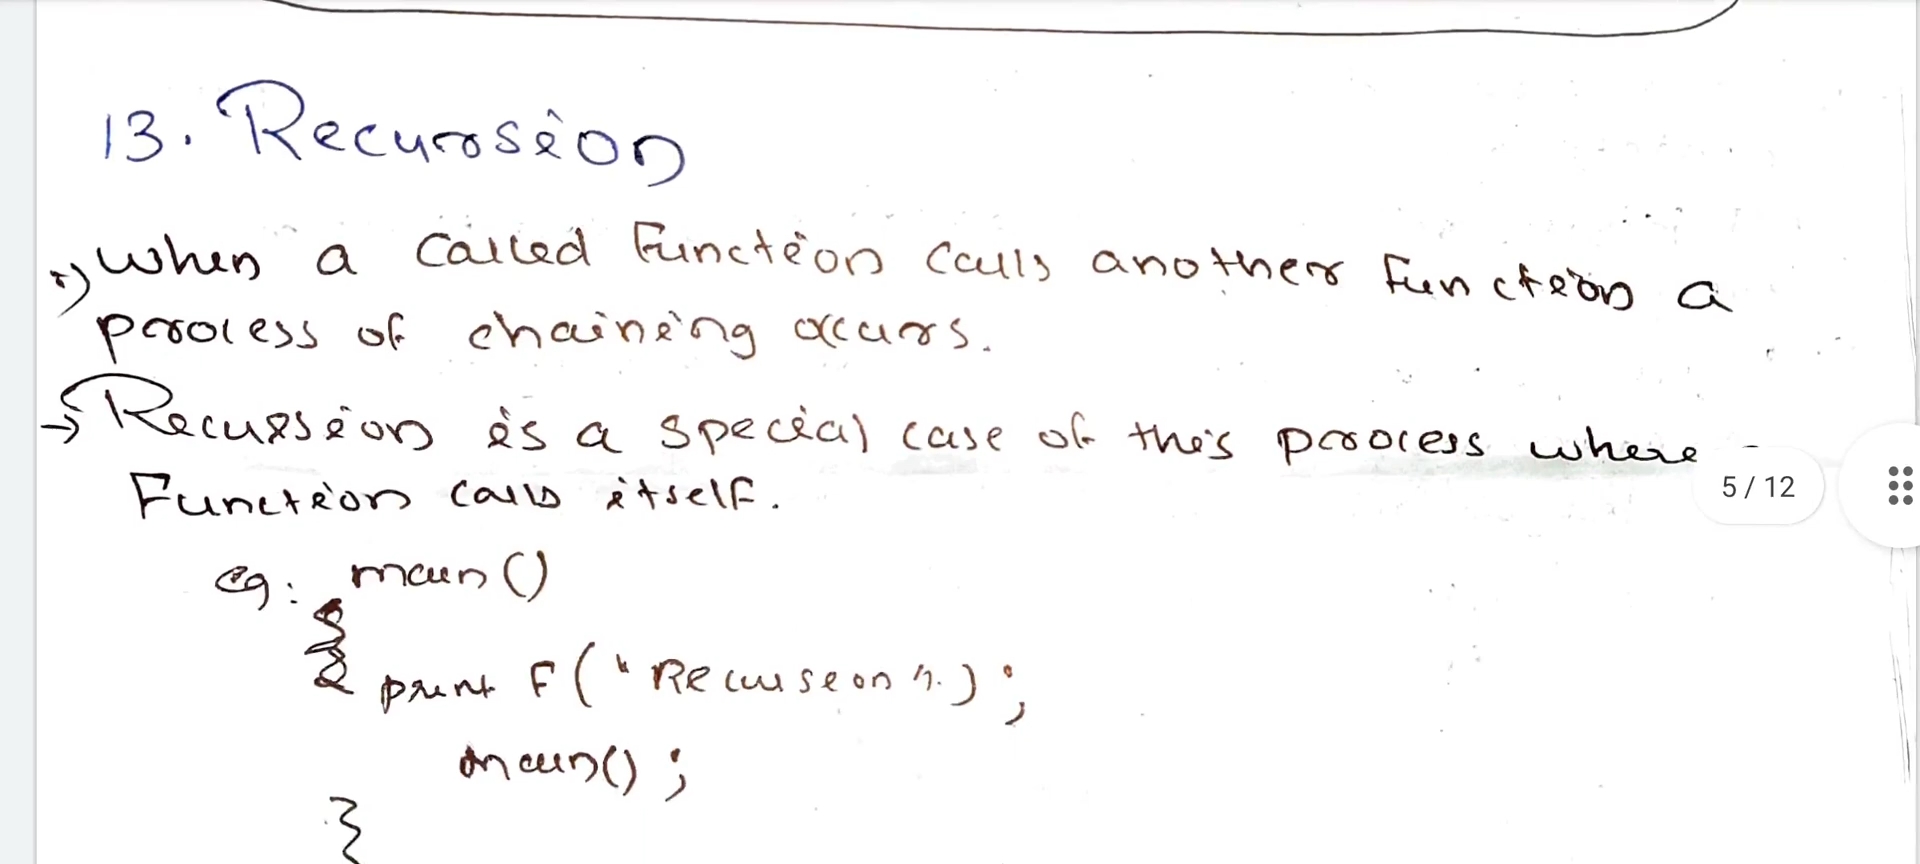 13. Recursion
i) When a called Function calls another Function a
process of chaining occurs.
→ Recursion is a special case of this process where
Function calls itself.
eg: main()
{
print F("Recursion");
main();
}
5 / 12